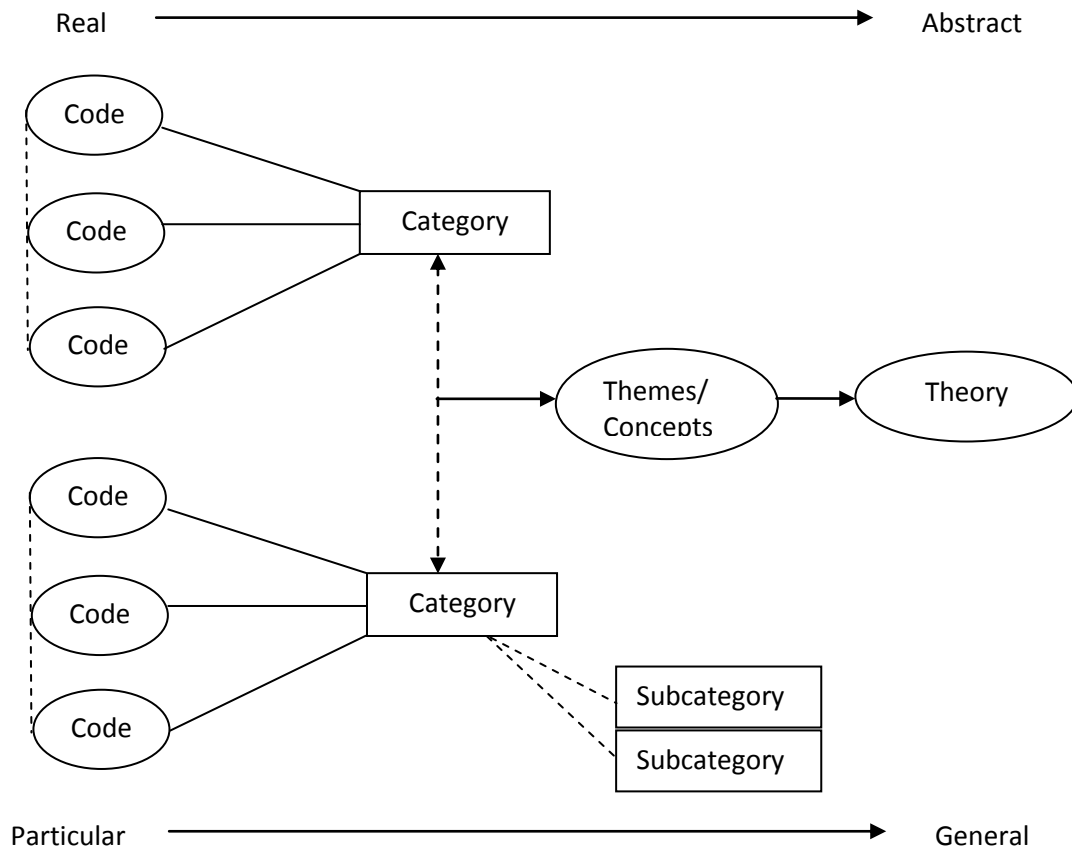 Real
Abstract
Code
Code
Category
Code
Themes/
Concepts
Theory
Code
Code
Category
Code
Subcategory
Subcategory
Particular
General